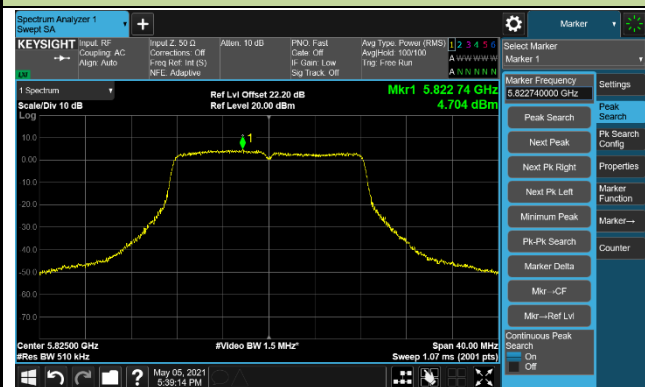 Spectrum Analyzer 1
Swept SA
+
Marker
KEYSIGHT
Input: RF
Coupling: AC
Align: Auto
Input Z: 50 Ω
Corrections: Off
Freq Ref: Int (S)
NFE: Adaptive
Atten: 10 dB
PNO: Fast
Gate: Off
IF Gain: Low
Sig Track: Off
Avg Type: Power (RMS)
Avg|Hold: 100/100
Trig: Free Run
1 2 3 4 5 6
A W W W W W
A N N N N N
LXI
Select Marker
Marker 1
1 Spectrum
Scale/Div 10 dB
Log
Ref Lvl Offset 22.20 dB
Ref Level 20.00 dBm
Mkr1 5.822 74 GHz
4.704 dBm
1
10.0
0.00
10.0
20.0
30.0
40.0
50.0
60.0
70.0
Center 5.82500 GHz
#Res BW 510 kHz
#Video BW 1.5 MHz*
Span 40.00 MHz
Sweep 1.07 ms (2001 pts)
Marker Frequency
5.822740000 GHz
Peak Search
Next Peak
Next Pk Right
Next Pk Left
Minimum Peak
Pk-Pk Search
Marker Delta
Mkr→CF
Mkr→Ref Lvl
Continuous Peak
Search
On
Off
Settings
Peak
Search
Pk Search
Config
Properties
Marker
Function
Marker→
Counter
?
May 05, 2021
5:39:14 PM